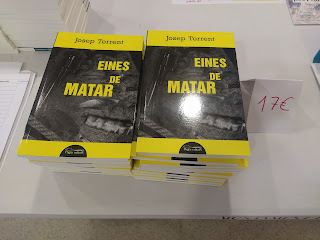 Josep Torrent
EINES
DE
MATAR
Josep Torrent
EINES
DE
MATAR
17€